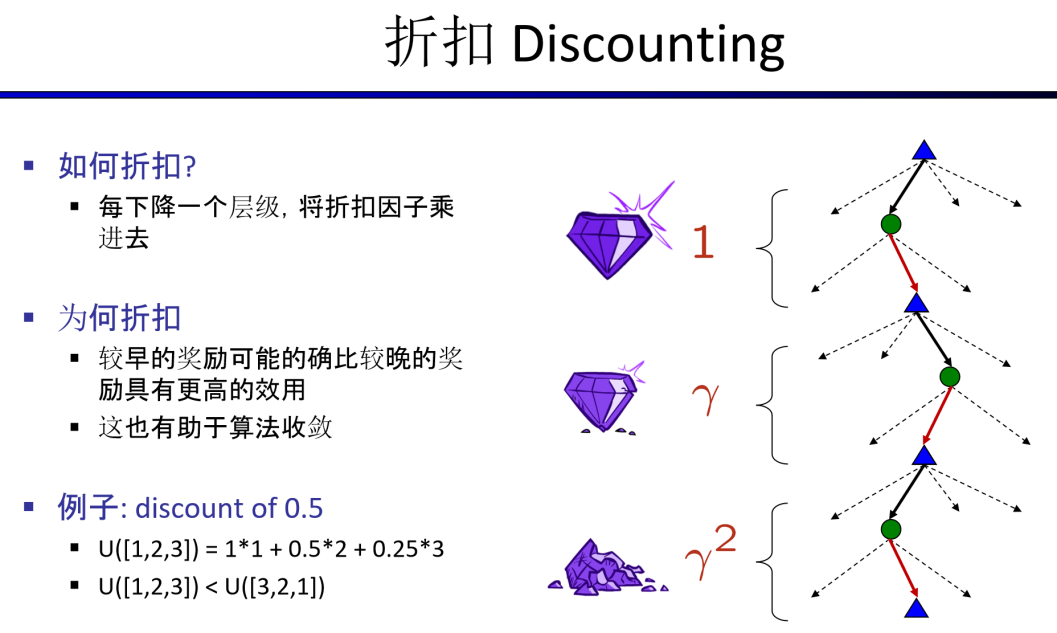 折扣 Discounting
▪ 如何折扣?
▪ 每下降一个层级, 将折扣因子乘
进去
▪ 为何折扣
▪ 较早的奖励可能的确比较晚的奖
励具有更高的效用
▪ 这也有助于算法收敛
▪ 例子: discount of 0.5
▪ U([1,2,3]) = 1*1 + 0.5*2 + 0.25*3
▪ U([1,2,3]) < U([3,2,1])
1
γ
γ²